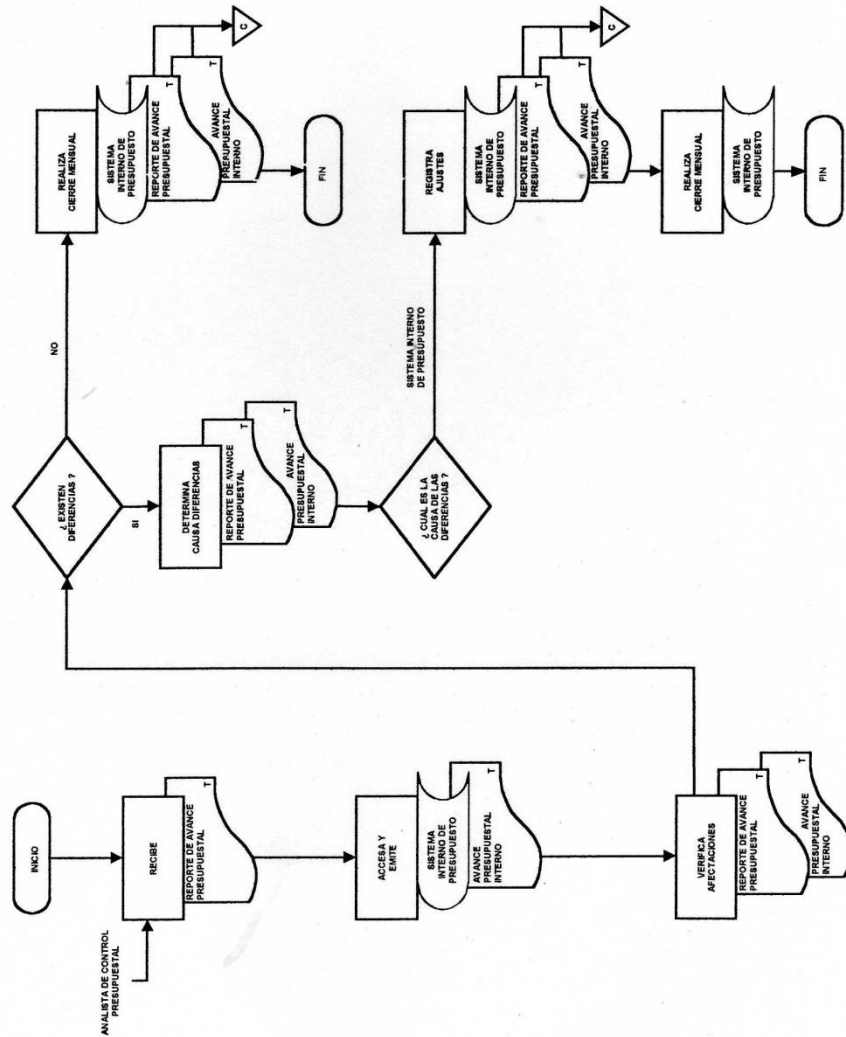 INICIO
ANALISTA DE CONTROL
PRESUPUESTAL
RECIBE
REPORTE DE AVANCE
PRESUPUESTAL
T
ACCESA Y
EMITE
SISTEMA
INTERNO DE
PRESUPUESTO
AVANCE
PRESUPUESTAL
INTERNO
T
VERIFICA
AFECTACIONES
REPORTE DE AVANCE
PRESUPUESTAL
T
AVANCE
PRESUPUESTAL
INTERNO
T
¿ EXISTEN
DIFERENCIAS ?
NO
SI
DETERMINA
CAUSA DIFERENCIAS
REPORTE DE AVANCE
PRESUPUESTAL
T
AVANCE
PRESUPUESTAL
INTERNO
T
¿ CUAL ES LA
CAUSA DE LAS
DIFERENCIAS ?
SISTEMA INTERNO
DE PRESUPUESTO
REALIZA
CIERRE MENSUAL
SISTEMA
INTERNO DE
PRESUPUESTO
REPORTE DE AVANCE
PRESUPUESTAL
T
AVANCE
PRESUPUESTAL
INTERNO
T
C
FIN
REGISTRA
AJUSTES
SISTEMA
INTERNO DE
PRESUPUESTO
REPORTE DE AVANCE
PRESUPUESTAL
T
AVANCE
PRESUPUESTAL
INTERNO
T
C
REALIZA
CIERRE MENSUAL
SISTEMA
INTERNO DE
PRESUPUESTO
FIN